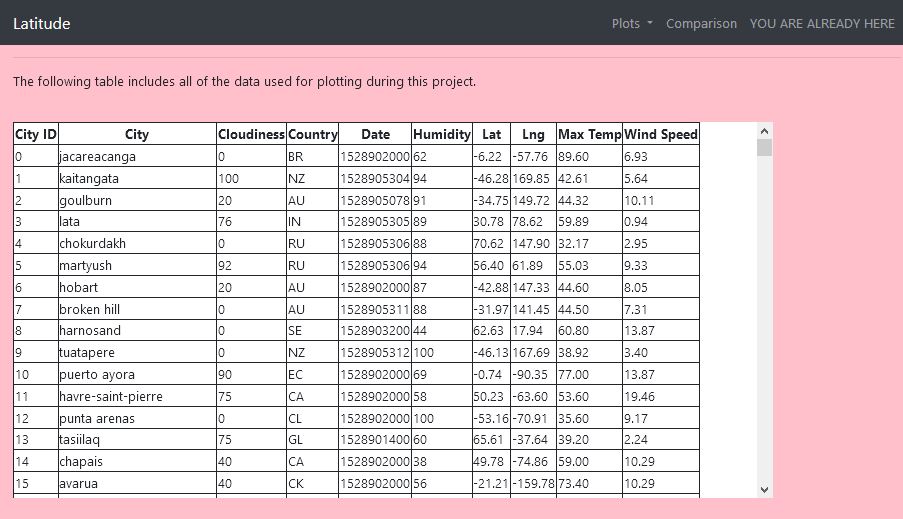 Latitude Plots Comparison YOU ARE ALREADY HERE
The following table includes all of the data used for plotting during this project.
City ID City Cloudiness Country Date Humidity Lat Lng Max Temp Wind Speed
0 jacareacanga 0 BR 1528902000 62 -6.22 -57.76 89.60 6.93
1 kaitangata 100 NZ 1528905304 94 -46.28 169.85 42.61 5.64
2 goulburn 20 AU 1528905078 91 -34.75 149.72 44.32 10.11
3 lata 76 IN 1528905305 89 30.78 78.62 59.89 0.94
4 chokurdakh 0 RU 1528905306 88 70.62 147.90 32.17 2.95
5 martyush 92 RU 1528905306 94 56.40 61.89 55.03 9.33
6 hobart 20 AU 1528902000 87 -42.88 147.33 44.60 8.05
7 broken hill 0 AU 1528905311 88 -31.97 141.45 44.50 7.31
8 harnosand 0 SE 1528903200 44 62.63 17.94 60.80 13.87
9 tuatapere 0 NZ 1528905312 100 -46.13 167.69 38.92 3.40
10 puerto ayora 90 EC 1528902000 69 -0.74 -90.35 77.00 13.87
11 havre-saint-pierre 75 CA 1528902000 58 50.23 -63.60 53.60 19.46
12 punta arenas 0 CL 1528902000 100 -53.16 -70.91 35.60 9.17
13 tasiilaq 75 GL 1528901400 60 65.61 -37.64 39.20 2.24
14 chapais 40 CA 1528902000 38 49.78 -74.86 59.00 10.29
15 avarua 40 CK 1528902000 56 -21.21 -159.78 73.40 10.29